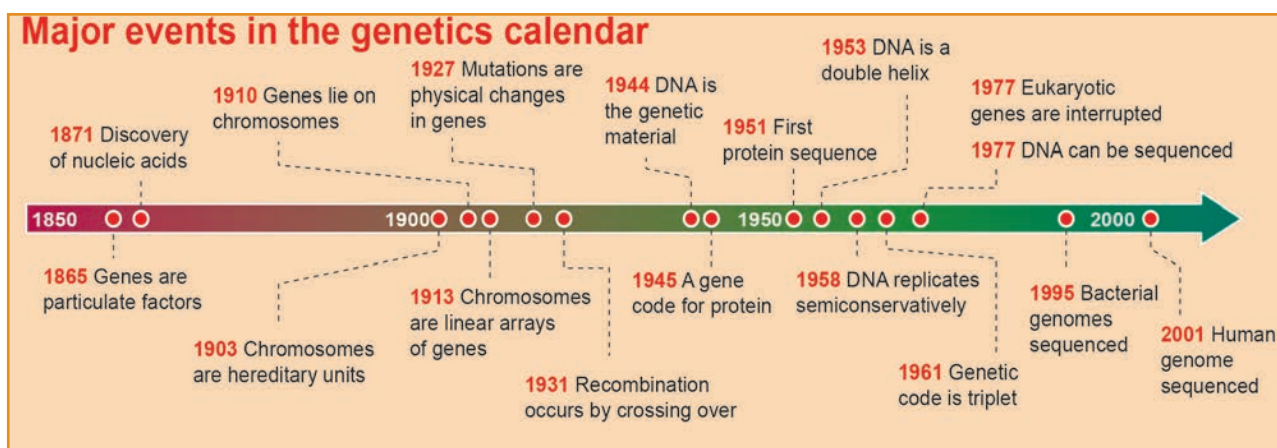 Major events in the genetics calendar
1953 DNA is a
double helix
1927 Mutations are
physical changes
in genes
1944 DNA is
the genetic
material
1977 Eukaryotic
genes are interrupted
1910 Genes lie on
chromosomes
1951 First
protein sequence
1871 Discovery
of nucleic acids
1977 DNA can be sequenced
1850
1900
1950
2000
1865 Genes are
particulate factors
1903 Chromosomes
are hereditary units
1913 Chromosomes
are linear arrays
of genes
1931 Recombination
occurs by crossing over
1945 A gene
code for protein
1958 DNA replicates
semiconservatively
1961 Genetic
code is triplet
1995 Bacterial
genomes
sequenced
2001 Human
genome
sequenced